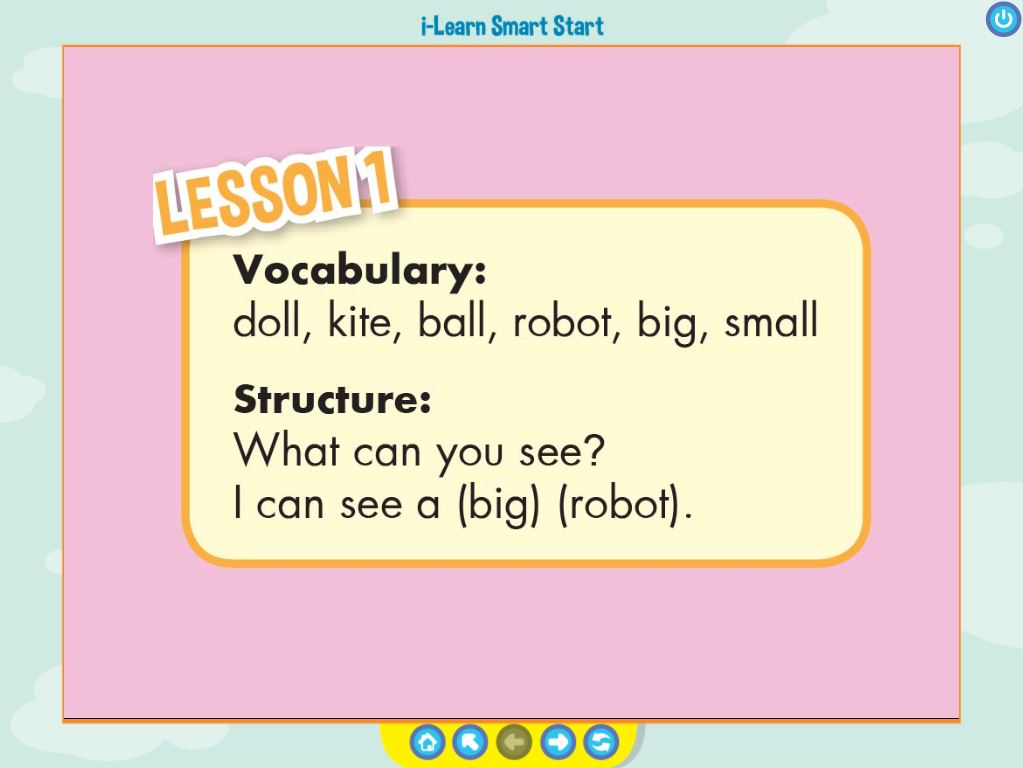 i-Learn Smart Start
LESSON 1
Vocabulary:
doll, kite, ball, robot, big, small
Structure:
What can you see?
I can see a (big) (robot).